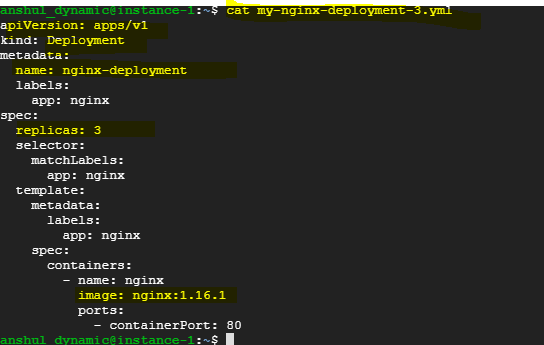 anshul_dynamic@instance-1:~$ cat my-nginx-deployment-3.yml
apiVersion: apps/v1
kind: Deployment
metadata:
  name: nginx-deployment
  labels:
    app: nginx
spec:
  replicas: 3
  selector:
    matchLabels:
      app: nginx
  template:
    metadata:
      labels:
        app: nginx
    spec:
      containers:
        - name: nginx
          image: nginx:1.16.1
          ports:
            - containerPort: 80
anshul_dynamic@instance-1:~$